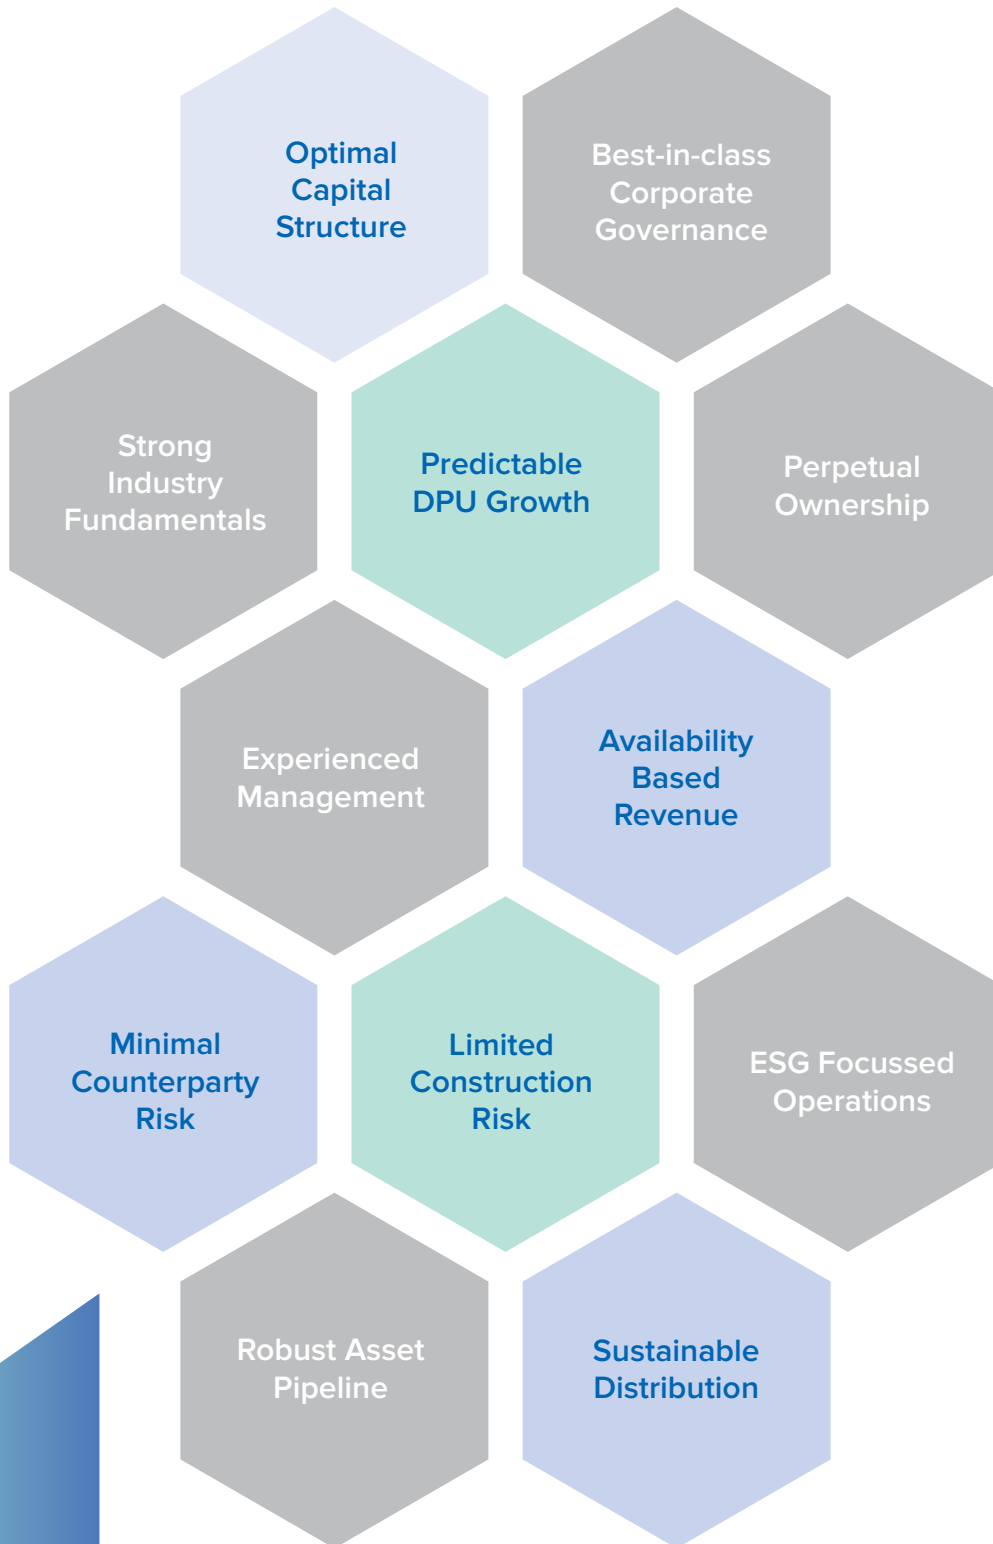 Optimal
Capital
Structure
Best-in-class
Corporate
Governance
Strong
Industry
Fundamentals
Predictable
DPU Growth
Perpetual
Ownership
Experienced
Management
Availability
Based
Revenue
Minimal
Counterparty
Risk
Limited
Construction
Risk
ESG Focussed
Operations
Robust Asset
Pipeline
Sustainable
Distribution